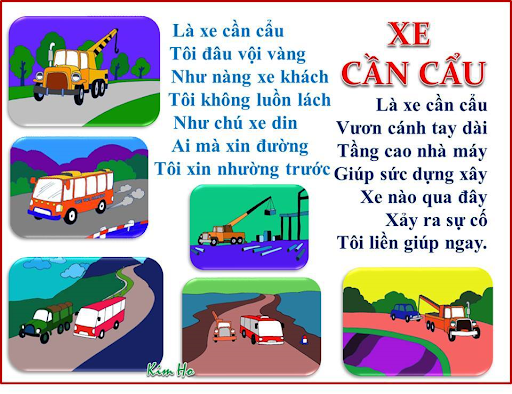 XE
CẦN CẨU
Là xe cần cẩu
Tôi đâu vội vàng
Như nàng xe khách
Tôi không luồn lách
Như chú xe din
Ai mà xin đường
Tôi xin nhường trước
Là xe cần cẩu
Vươn cánh tay dài
Tầng cao nhà máy
Giúp sức dựng xây
Xe nào qua đây
Xảy ra sự cố
Tôi liền giúp ngay.
Kim Ho